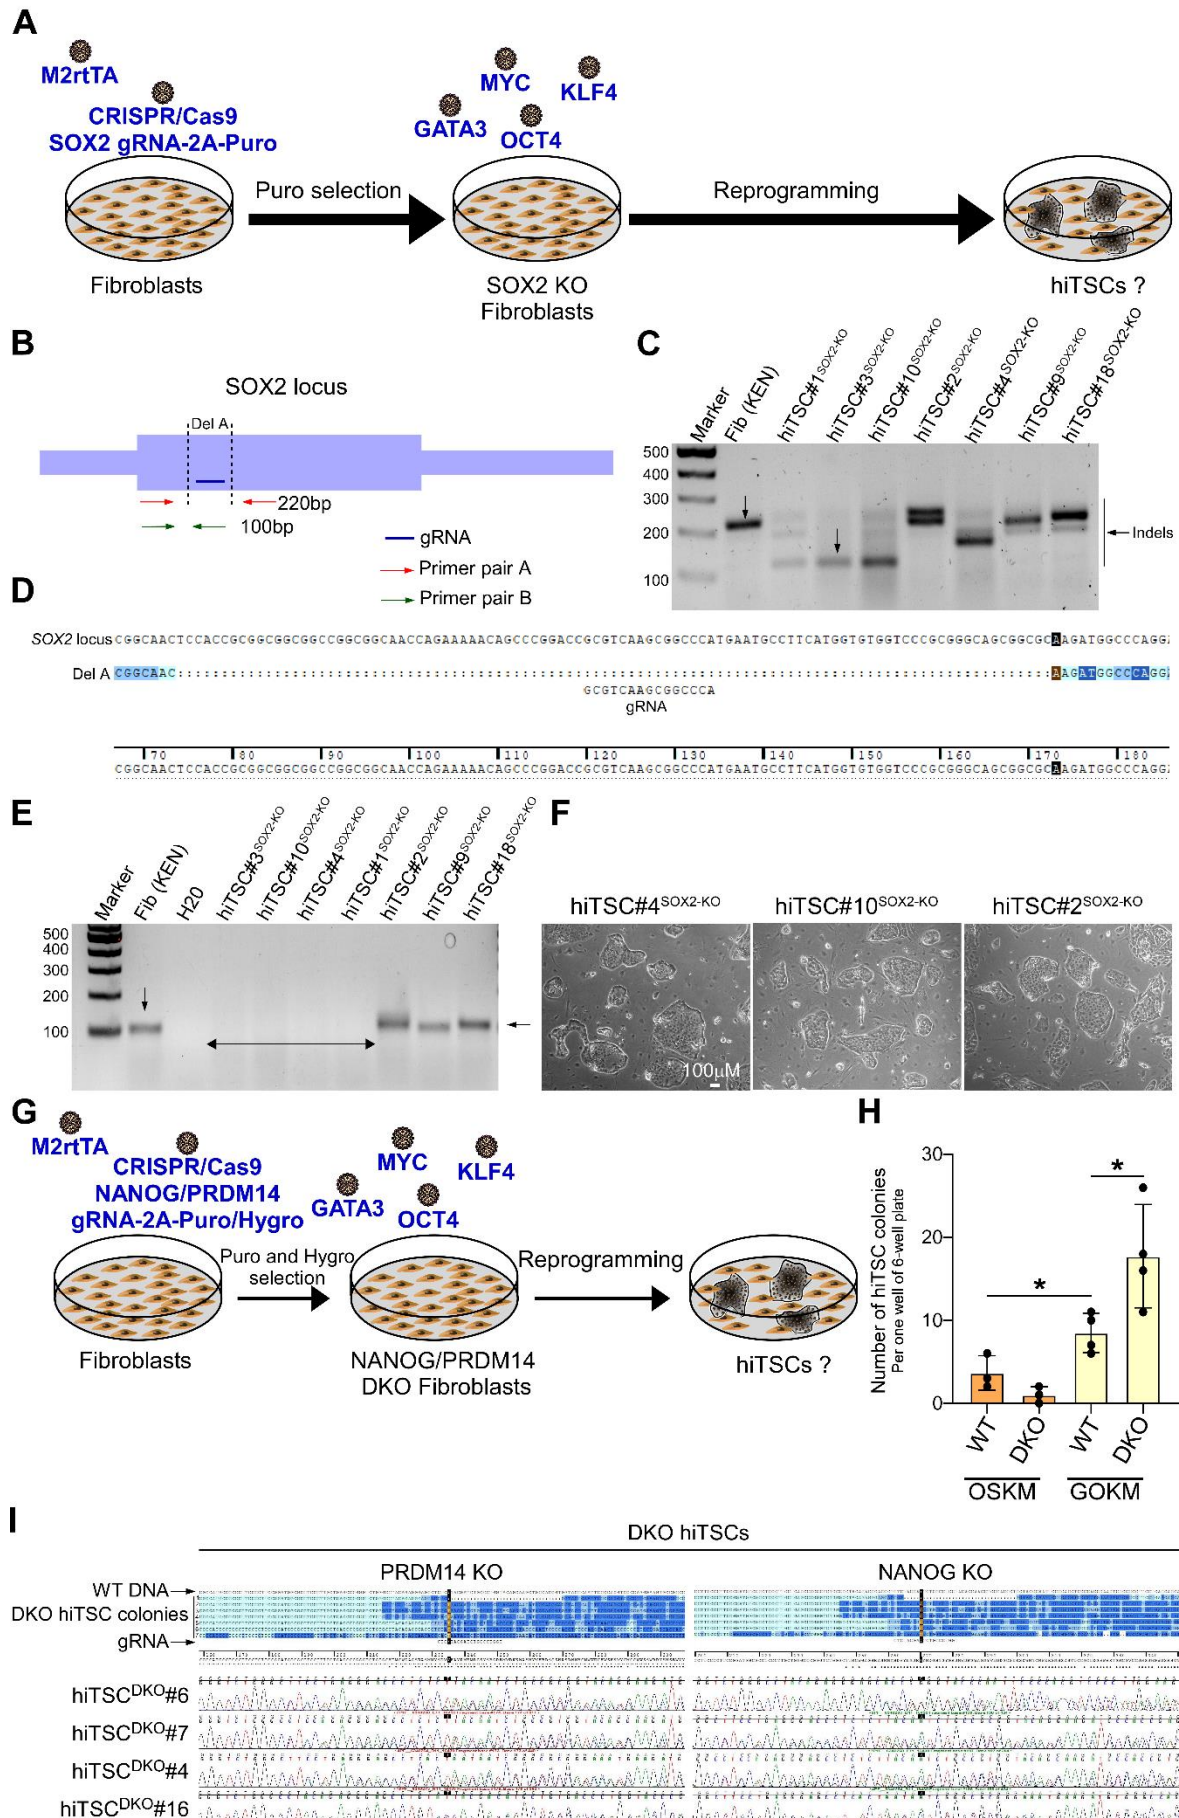 A
M2rtTA
CRISPR/Cas9
SOX2 gRNA-2A-Puro
MYC
KLF4
GATA3
OCT4
Puro selection
Reprogramming
Fibroblasts
SOX2 KO
Fibroblasts
hiTSCs ?
B
SOX2 locus
Del A
220bp
100bp
gRNA
Primer pair A
Primer pair B
C
Marker
Fib (KEN)
hiTSC#1SOX2-KO
hiTSC#3SOX2-KO
hiTSC#10SOX2-KO
hiTSC#2SOX2-KO
hiTSC#4SOX2-KO
hiTSC#9SOX2-KO
hiTSC#18SOX2-KO
500
400
300
200
100
Indels
D
SOX2 locus CGGCAACTCCACCGCGGCGGCGGCCGGCGGCAACCAGAAAAACAGCCCGGACCGCGTCAAGCGGCCCATGAATGCCTTCATGGTGTGGTCCCGCGGGCAGCGGCGCAAGATGGCCCAGG
Del A CGGCAAC AAGATGGCCCAGG
GCGTCAAGCGGCCCA
gRNA
70 80 90 100 110 120 130 140 150 160 170 180
CGGCAACTCCACCGCGGCGGCGGCCGGCGGCAACCAGAAAAACAGCCCGGACCGCGTCAAGCGGCCCATGAATGCCTTCATGGTGTGGTCCCGCGGGCAGCGGCGCAAGATGGCCCAGG
E
Marker
Fib (KEN)
H20
hiTSC#3SOX2-KO
hiTSC#10SOX2-KO
hiTSC#4SOX2-KO
hiTSC#1SOX2-KO
hiTSC#2SOX2-KO
hiTSC#9SOX2-KO
hiTSC#18SOX2-KO
500
400
300
200
100
F
hiTSC#4SOX2-KO
hiTSC#10SOX2-KO
hiTSC#2SOX2-KO
100µM
G
M2rtTA
CRISPR/Cas9
NANOG/PRDM14
gRNA-2A-Puro/Hygro
MYC
KLF4
GATA3
OCT4
Puro and Hygro
selection
Reprogramming
Fibroblasts
NANOG/PRDM14
DKO Fibroblasts
hiTSCs ?
H
Number of hiTSC colonies
Per one well of 6-well plate
30
20
10
0
*
*
WT
DKO
WT
DKO
OSKM
GOKM
I
DKO hiTSCs
PRDM14 KO
NANOG KO
WT DNA
DKO hiTSC colonies
gRNA
hiTSCDKO#6
hiTSCDKO#7
hiTSCDKO#4
hiTSCDKO#16